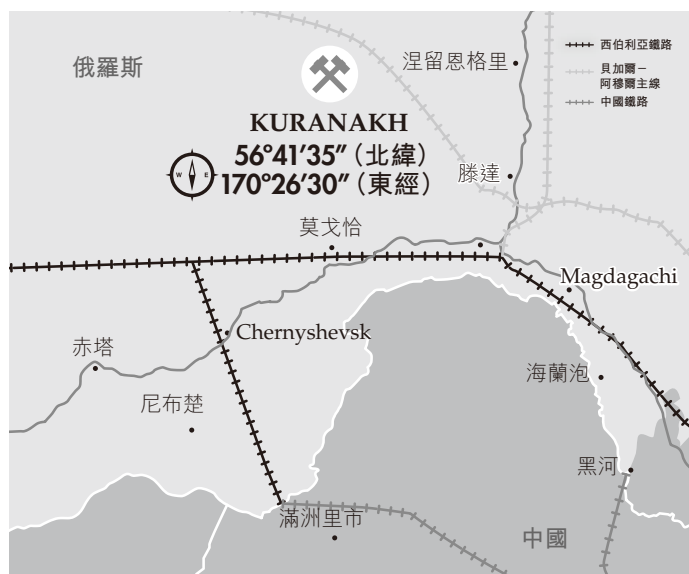 俄羅斯
涅留恩格里
西伯利亞鐵路
貝加爾－
阿穆爾主線
中國鐵路
KURANAKH
56°41’35” (北緯)
170°26’30” (東經)
W E
滕達
莫戈恰
Magdagachi
Chernyshevsk
赤塔
海蘭泡
尼布楚
黑河
滿洲里市
中國